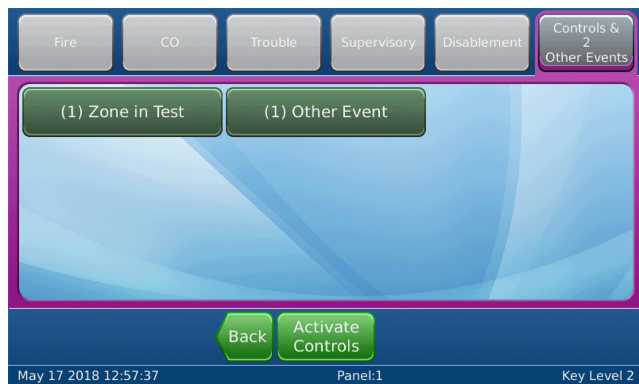 Fire
CO
Trouble
Supervisory
Disablement
Controls &
2
Other Events
(1) Zone in Test
(1) Other Event
Back
Activate
Controls
May 17 2018 12:57:37
Panel:1
Key Level 2